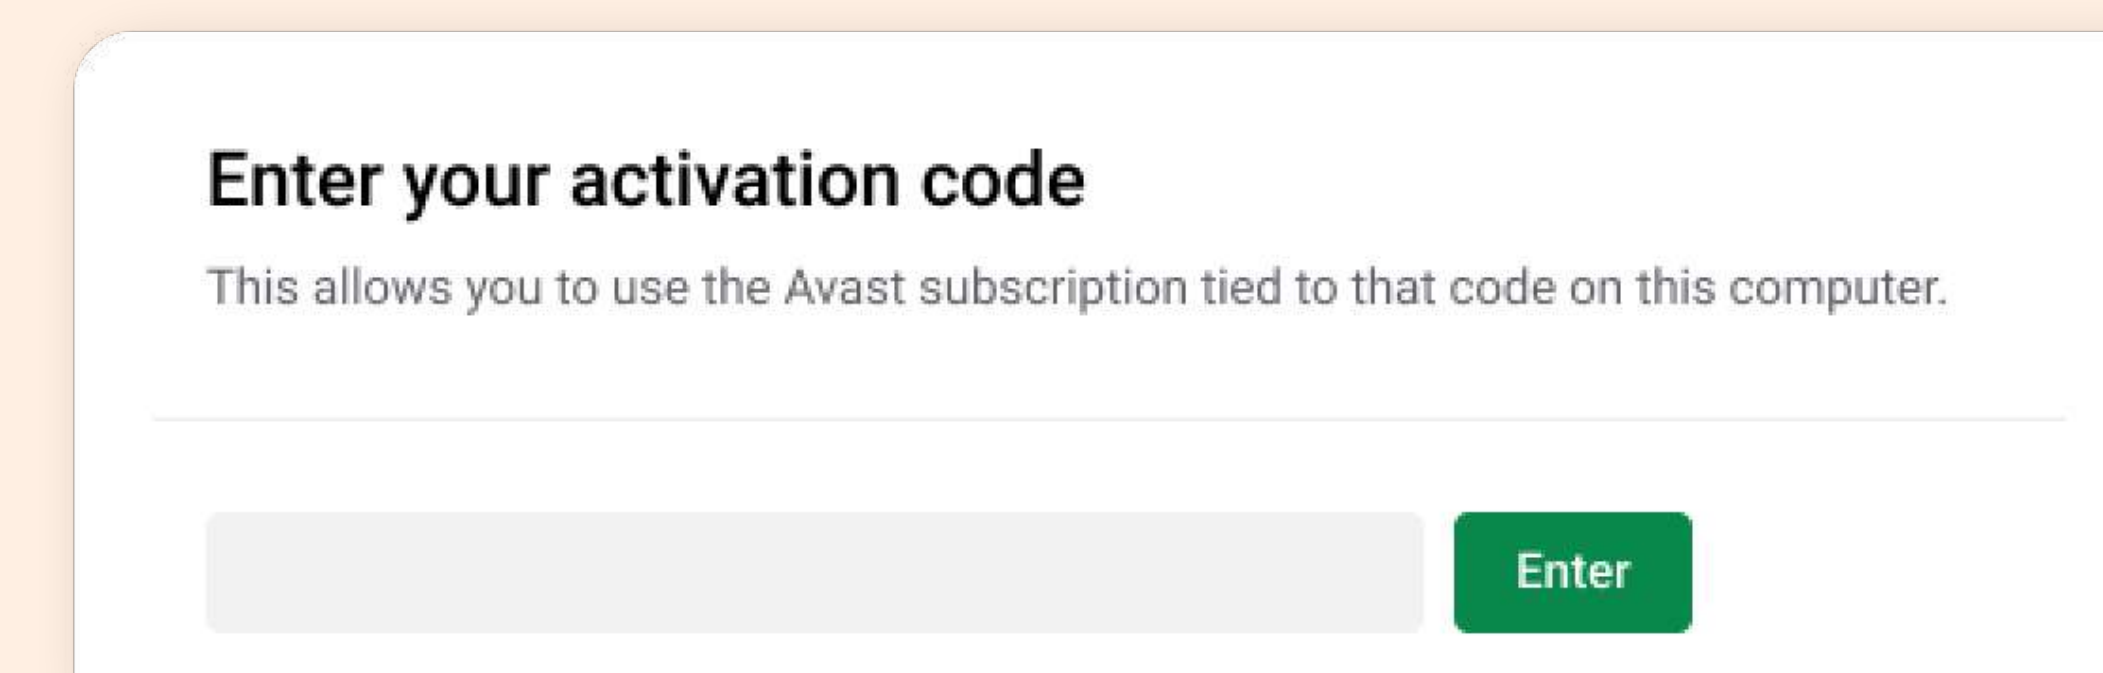 Enter your activation code
This allows you to use the Avast subscription tied to that code on this computer.
Enter